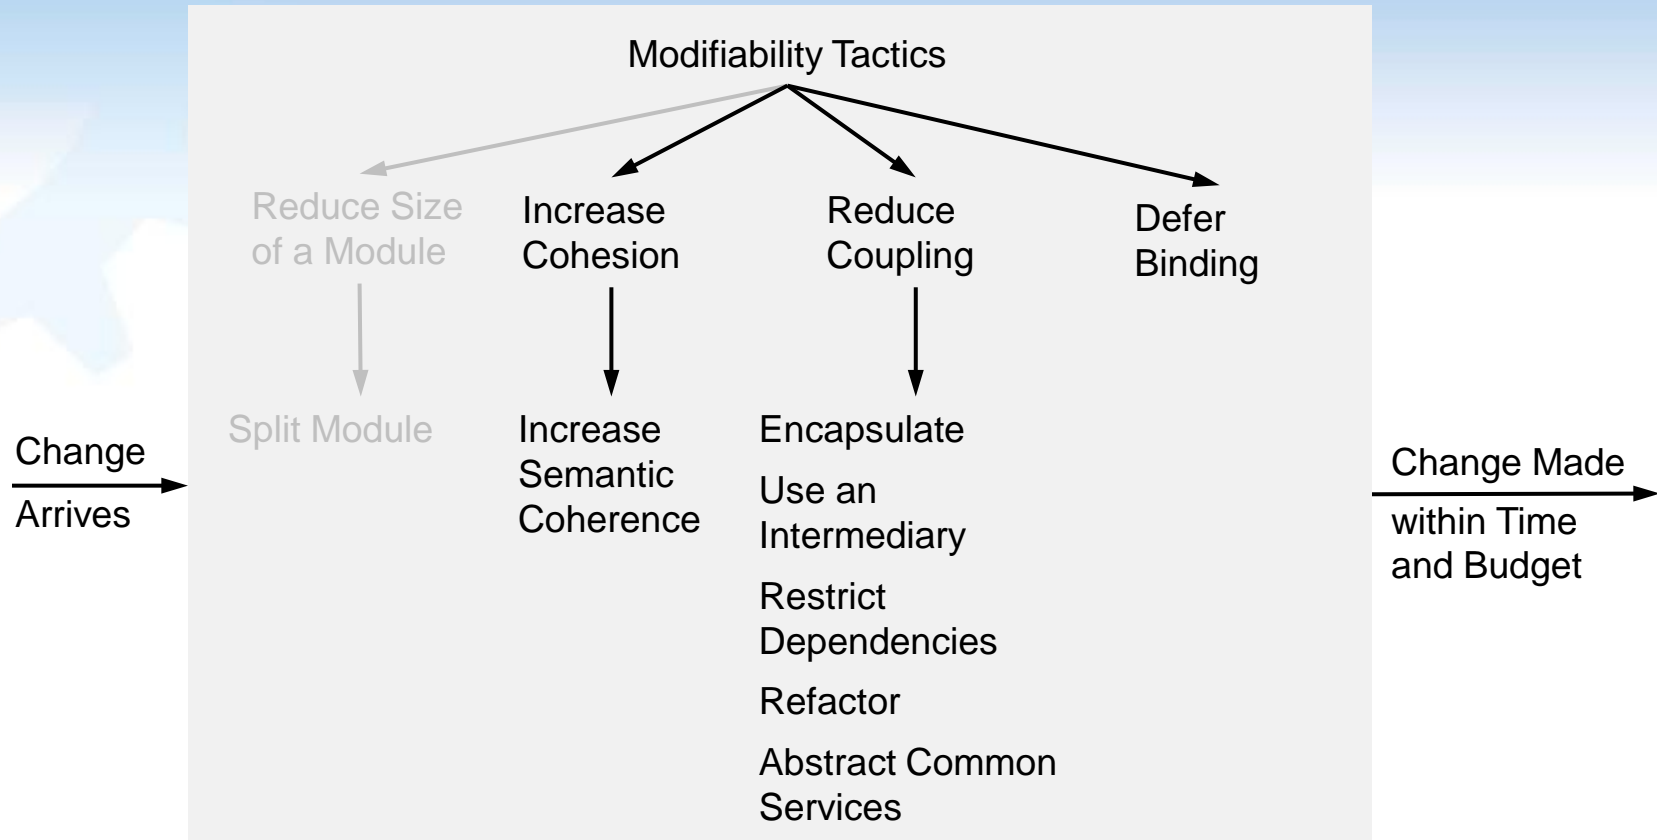 Modifiability Tactics
Reduce Size
of a Module
Increase
Cohesion
Reduce
Coupling
Defer
Binding
Split Module
Increase
Semantic
Coherence
Encapsulate
Use an
Intermediary
Restrict
Dependencies
Refactor
Abstract Common
Services
Change
Arrives
Change Made
within Time
and Budget